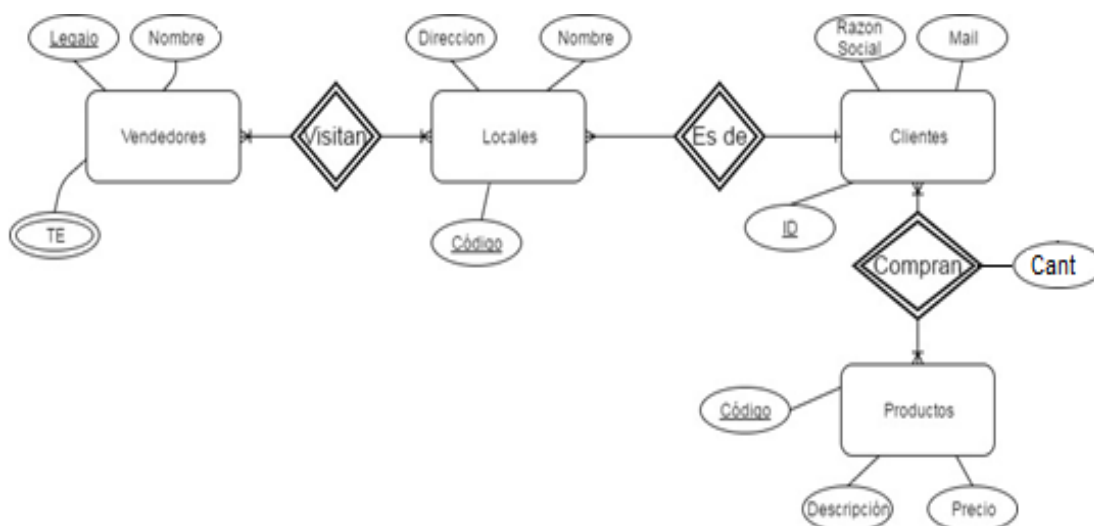 Legajo
Nombre
Direccion
Nombre
Razon
Social
Mail
Vendedores
Visitan
Locales
Es de
Clientes
TE
Código
ID
Compran
Cant
Código
Productos
Descripción
Precio